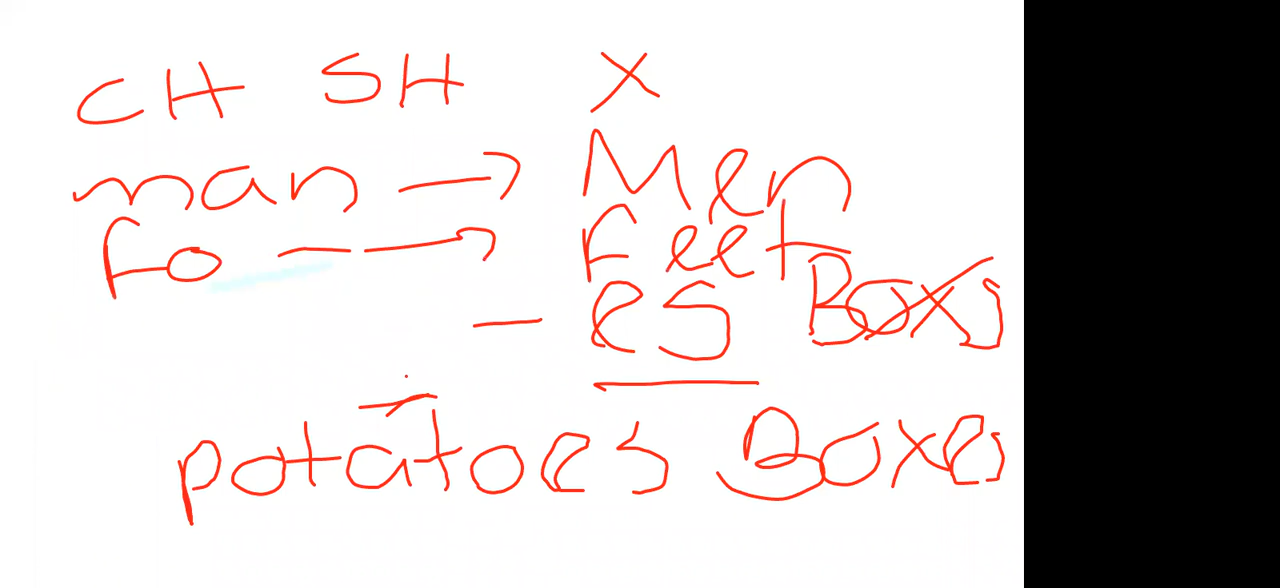 CH SH X
man → Men
Fo - → Feet
- es Boxs
potatoes Boxes